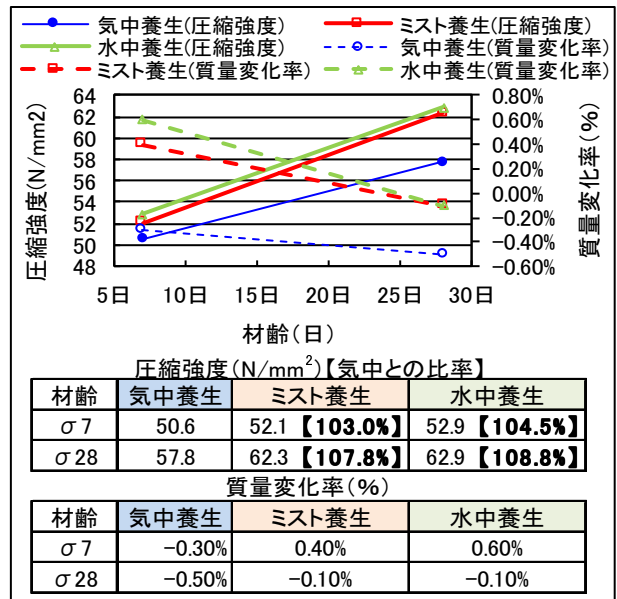 気中養生(圧縮強度) ミスト養生(圧縮強度)
水中養生(圧縮強度) 気中養生(質量変化率)
ミスト養生(質量変化率) 水中養生(質量変化率)
圧縮強度(N/mm2)
64
62
60
58
56
54
52
50
48
0.80%
0.60%
0.40%
0.20%
0.00%
-0.20%
-0.40%
-0.60%
質量変化率(%)
5日 10日 15日 20日 25日 30日
材齢(日)
圧縮強度(N/mm²)【気中との比率】
材齢 気中養生 ミスト養生 水中養生
σ7 50.6 52.1【103.0%】 52.9【104.5%】
σ28 57.8 62.3【107.8%】 62.9【108.8%】
質量変化率(%)
材齢 気中養生 ミスト養生 水中養生
σ7 -0.30% 0.40% 0.60%
σ28 -0.50% -0.10% -0.10%